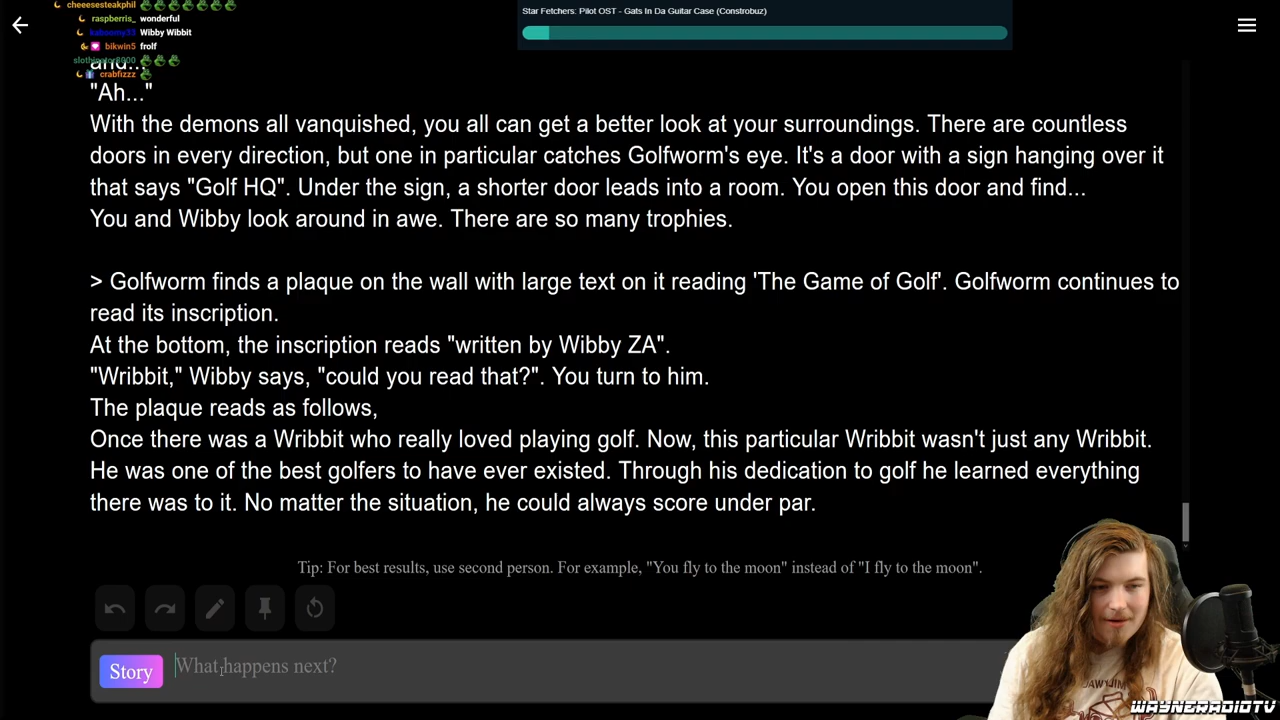 cheeesesteakphil
raspberris_ wonderful
kaboomy31 Wibby Wibbit
bikwin5 frolf
crabfizzz
Star Fetchers: Pilot OST - Gats In Da Guitar Case (Constrobuz)
and...
"Ah..."
With the demons all vanquished, you all can get a better look at your surroundings. There are countless
doors in every direction, but one in particular catches Golfworm's eye. It's a door with a sign hanging over it
that says "Golf HQ". Under the sign, a shorter door leads into a room. You open this door and find...
You and Wibby look around in awe. There are so many trophies.
> Golfworm finds a plaque on the wall with large text on it reading 'The Game of Golf'. Golfworm continues to
read its inscription.
At the bottom, the inscription reads "written by Wibby ZA".
"Wribbit," Wibby says, "could you read that?". You turn to him.
The plaque reads as follows,
Once there was a Wribbit who really loved playing golf. Now, this particular Wribbit wasn't just any Wribbit.
He was one of the best golfers to have ever existed. Through his dedication to golf he learned everything
there was to it. No matter the situation, he could always score under par.
Tip: For best results, use second person. For example, "You fly to the moon" instead of "I fly to the moon".
Story What happens next?
WAYNERADIOTV